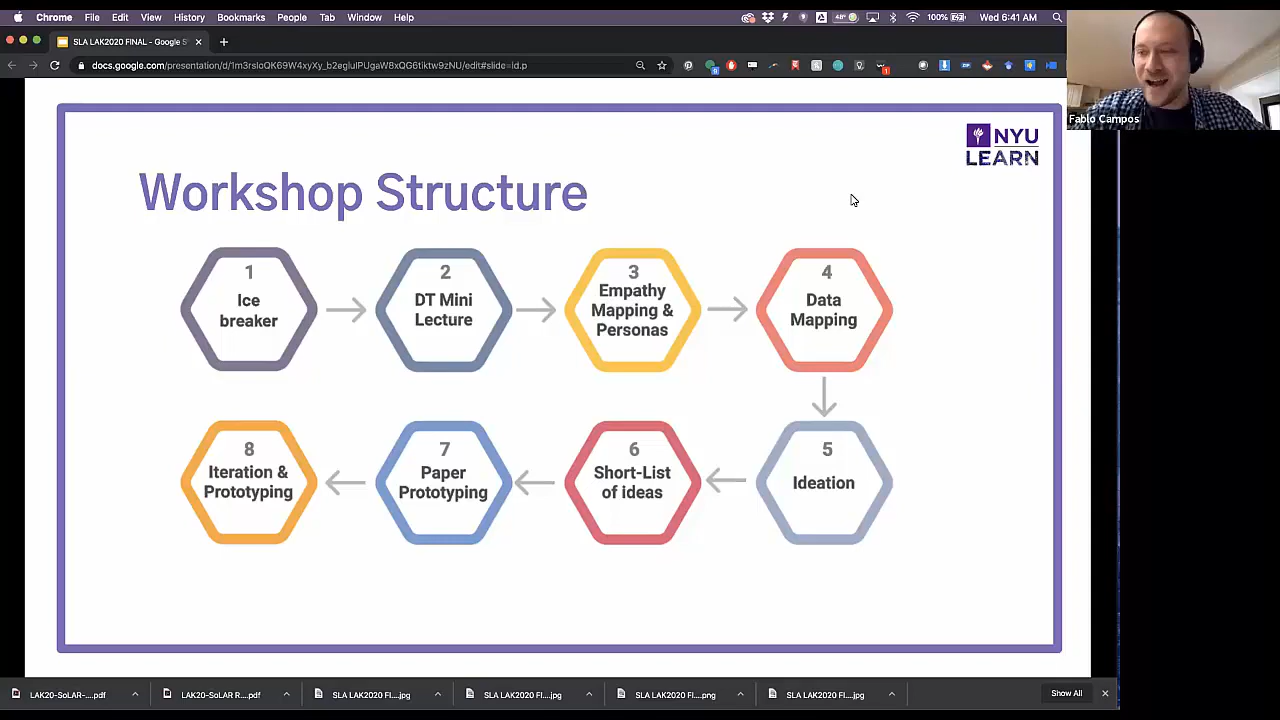 Chrome File Edit View History Bookmarks People Tab Window Help
48°
100%
Wed 6:41 AM
SLA LAK2020 FINAL - Google S
Fabio Campos
NYU
LEARN
Workshop Structure
1
Ice
breaker
2
DT Mini
Lecture
3
Empathy
Mapping &
Personas
4
Data
Mapping
8
Iteration &
Prototyping
7
Paper
Prototyping
6
Short-List
of ideas
5
Ideation
LAK20-SoLAR-....pdf
LAK20-SoLAR R....pdf
SLA LAK2020 FI....jpg
SLA LAK2020 FI....jpg
SLA LAK2020 FI....png
SLA LAK2020 FI....jpg
Show All